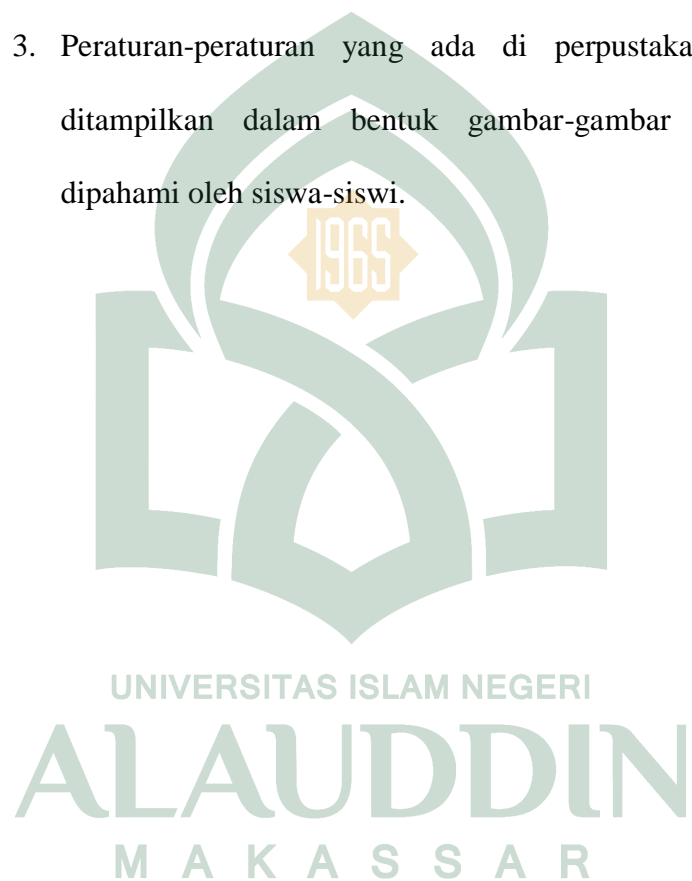 3. Peraturan-peraturan yang ada di perpustaka
ditampilkan dalam bentuk gambar-gambar
dipahami oleh siswa-siswi.
1965
UNIVERSITAS ISLAM NEGERI
ALAUDDIN
MAKASSAR